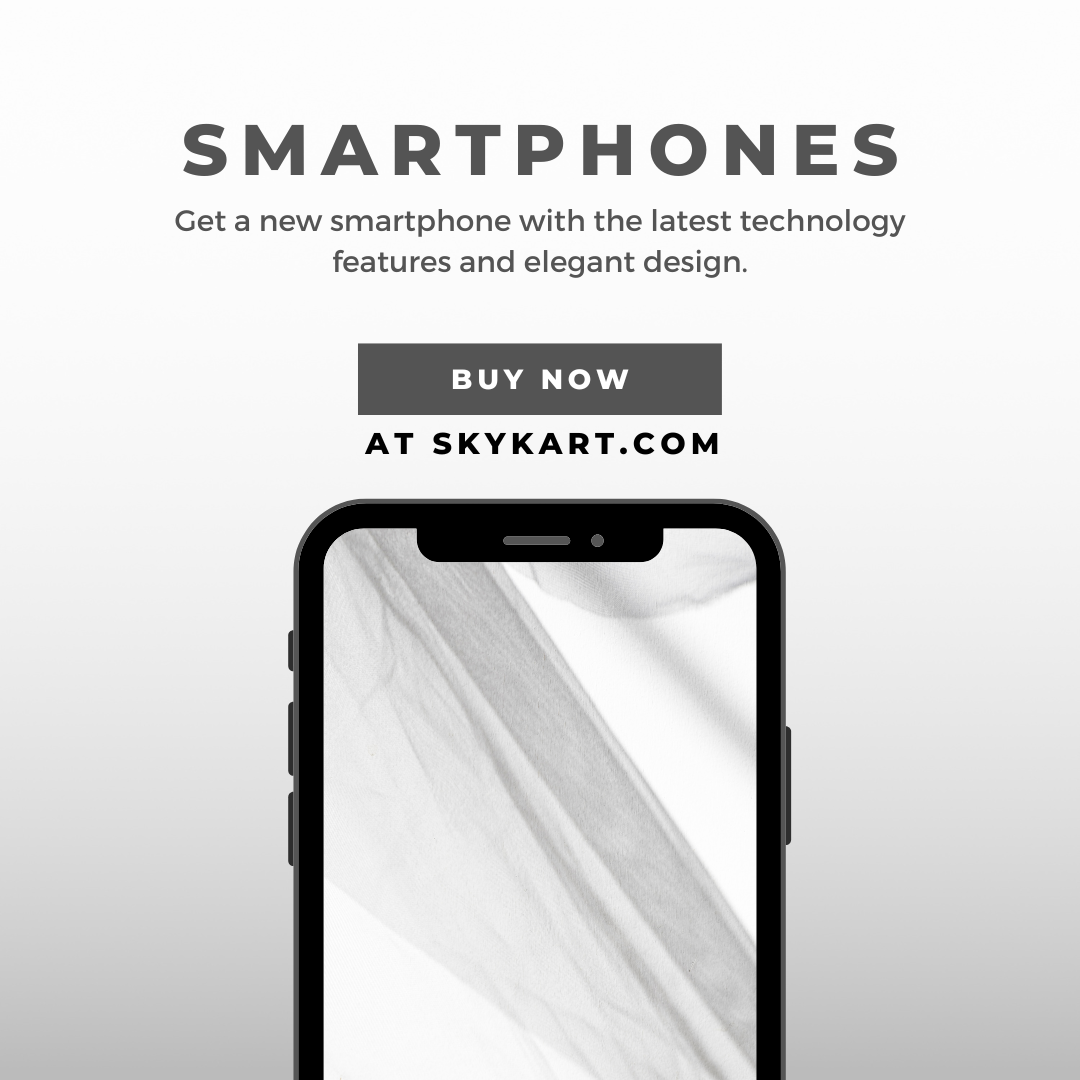 SMARTPHONES
Get a new smartphone with the latest technology
features and elegant design.
BUY NOW
AT SKYKART.COM